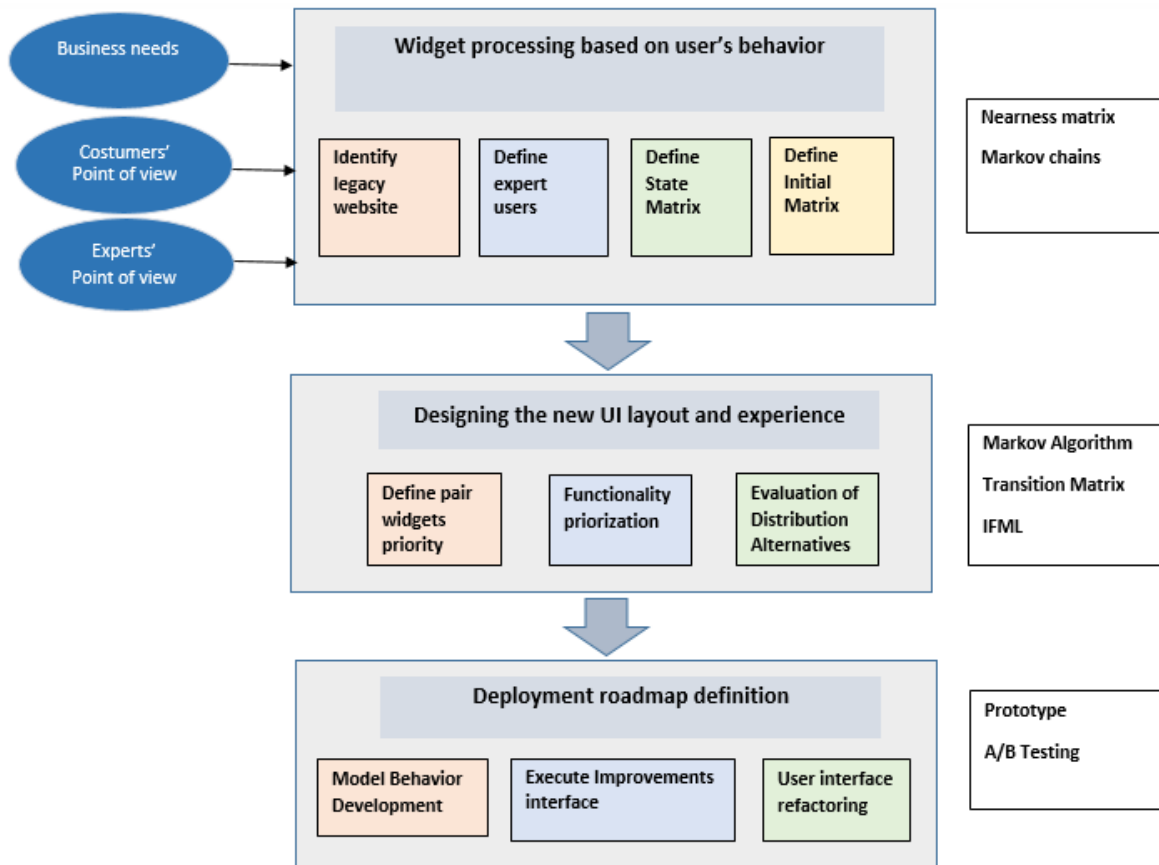 Business needs
Costumers’
Point of view
Experts’
Point of view
Widget processing based on user’s behavior
Identify
legacy
website
Define
expert
users
Define
State
Matrix
Define
Initial
Matrix
Nearness matrix
Markov chains
Designing the new UI layout and experience
Define pair
widgets
priority
Functionality
priorization
Evaluation of
Distribution
Alternatives
Markov Algorithm
Transition Matrix
IFML
Deployment roadmap definition
Model Behavior
Development
Execute Improvements
interface
User interface
refactoring
Prototype
A/B Testing